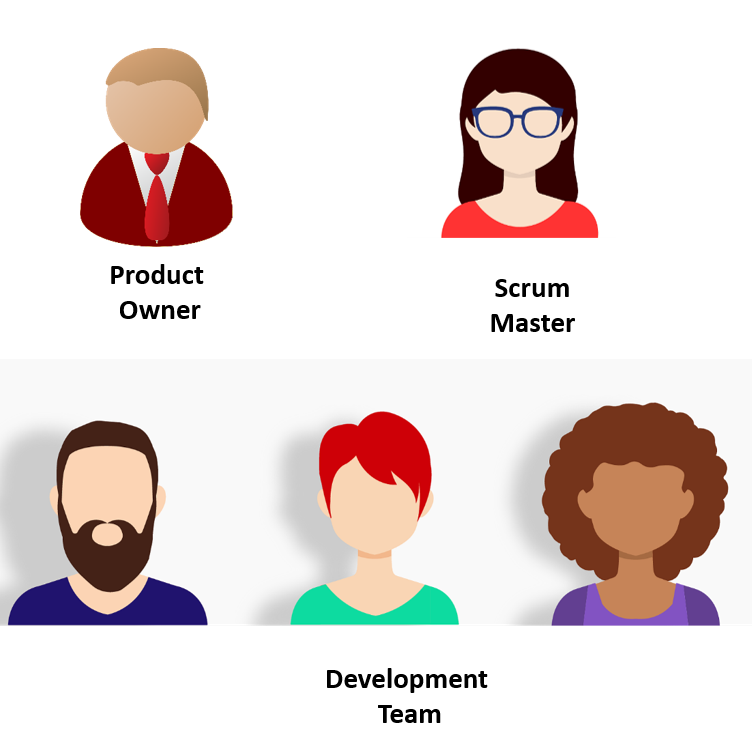 Product
Owner
Scrum
Master
Development
Team